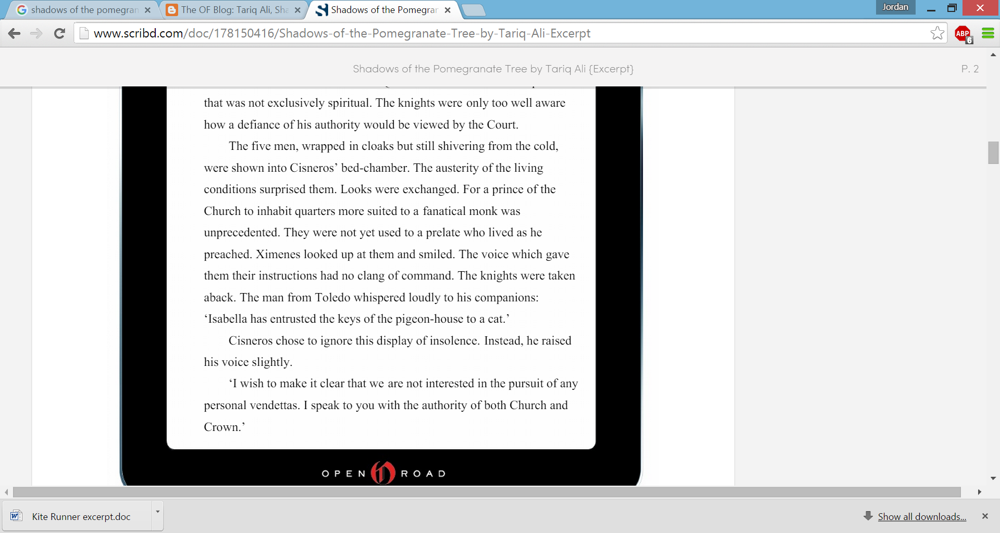 shadows of the pomegran
The OF Blog: Tariq Ali, Sha
Shadows of the Pomegran
Jordan
www.scribd.com/doc/178150416/Shadows-of-the-Pomegranate-Tree-by-Tariq-Ali-Excerpt
ABP
6
Shadows of the Pomegranate Tree by Tariq Ali {Excerpt}
P. 2
that was not exclusively spiritual. The knights were only too well aware
how a defiance of his authority would be viewed by the Court.
The five men, wrapped in cloaks but still shivering from the cold,
were shown into Cisneros’ bed-chamber. The austerity of the living
conditions surprised them. Looks were exchanged. For a prince of the
Church to inhabit quarters more suited to a fanatical monk was
unprecedented. They were not yet used to a prelate who lived as he
preached. Ximenes looked up at them and smiled. The voice which gave
them their instructions had no clang of command. The knights were taken
aback. The man from Toledo whispered loudly to his companions:
‘Isabella has entrusted the keys of the pigeon-house to a cat.’
Cisneros chose to ignore this display of insolence. Instead, he raised
his voice slightly.
‘I wish to make it clear that we are not interested in the pursuit of any
personal vendettas. I speak to you with the authority of both Church and
Crown.’
OPEN ROAD
Kite Runner excerpt.doc
Show all downloads...